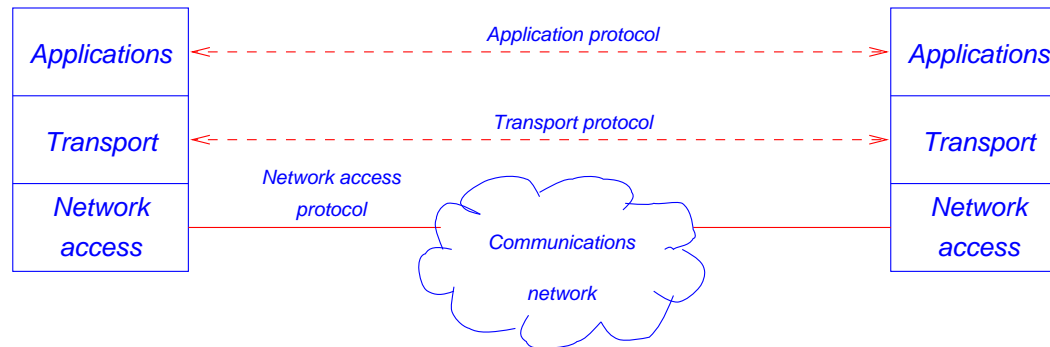 Application protocol
Applications
Applications
Transport protocol
Transport
Transport
Network access
protocol
Network
access
Communications
network
Network
access